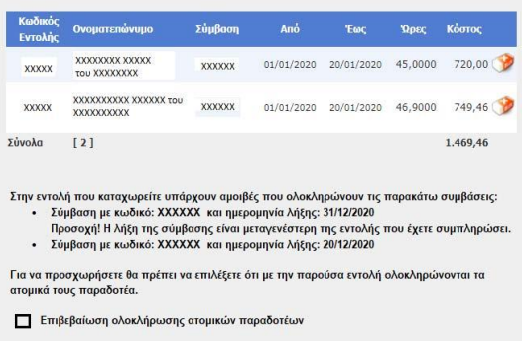 Κωδικός Εντολής Ονοματεπώνυμο Σύμβαση Από Έως Ώρες Κόστος
XXXXX XXXXXXXX XXXXX του XXXXXXXX XXXXXX 01/01/2020 20/01/2020 45,0000 720,00
XXXXX XXXXXXXXXX XXXXXX του XXXXXXXXXX XXXXXX 01/01/2020 20/01/2020 46,9000 749,46
Σύνολα [ 2 ] 1.469,46
Στην εντολή που καταχωρείτε υπάρχουν αμοιβές που ολοκληρώνουν τις παρακάτω συμβάσεις:
• Σύμβαση με κωδικό: XXXXXX και ημερομηνία λήξης: 31/12/2020
Προσοχή! Η λήξη της σύμβασης είναι μεταγενέστερη της εντολής που έχετε συμπληρώσει.
• Σύμβαση με κωδικό: XXXXXX και ημερομηνία λήξης: 20/12/2020
Για να προχωρήσετε θα πρέπει να επιλέξετε ότι με την παρούσα εντολή ολοκληρώνονται τα
ατομικά τους παραδοτέα.
Επιβεβαίωση ολοκλήρωσης ατομικών παραδοτέων